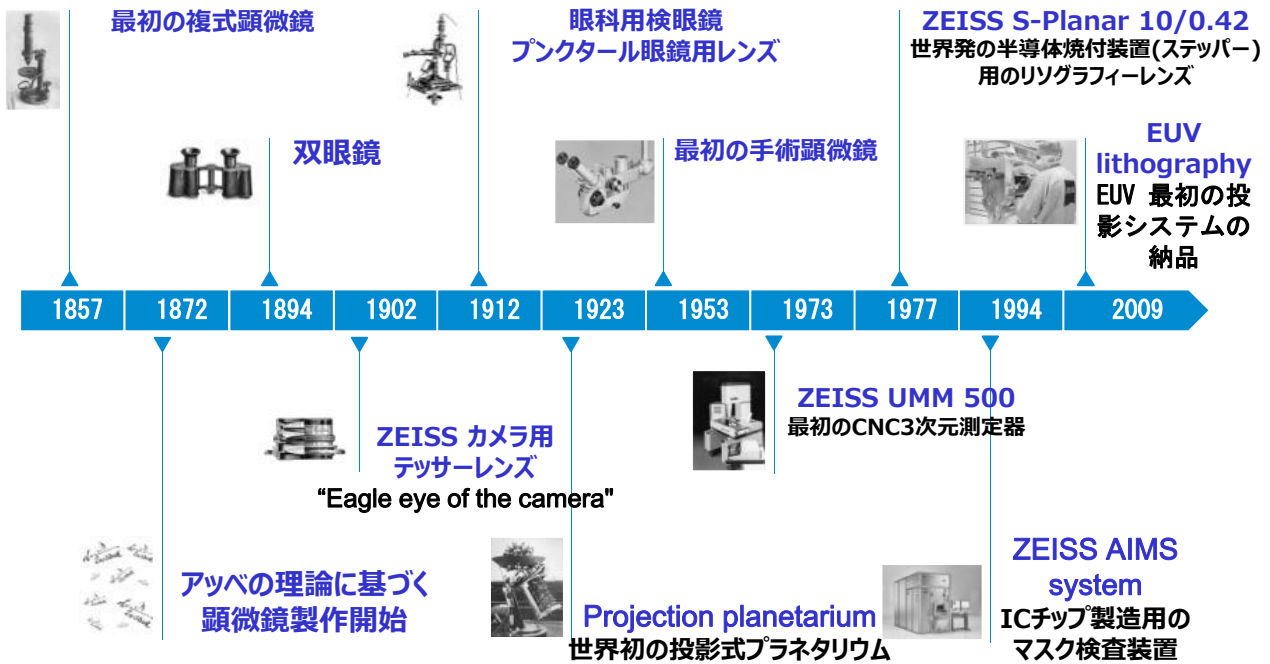 最初の複式顕微鏡
眼科用検眼鏡
プンクタール眼鏡用レンズ
ZEISS S-Planar 10/0.42
世界発の半導体焼付装置(ステッパー)
用のリソグラフィーレンズ
双眼鏡
最初の手術顕微鏡
EUV
lithography
EUV 最初の投
影システムの
納品
1857 1872 1894 1902 1912 1923 1953 1973 1977 1994 2009
ZEISS カメラ用
テッサーレンズ
“Eagle eye of the camera"
ZEISS UMM 500
最初のCNC3次元測定器
アッベの理論に基づく
顕微鏡製作開始
Projection planetarium
世界初の投影式プラネタリウム
ZEISS AIMS
system
ICチップ製造用の
マスク検査装置